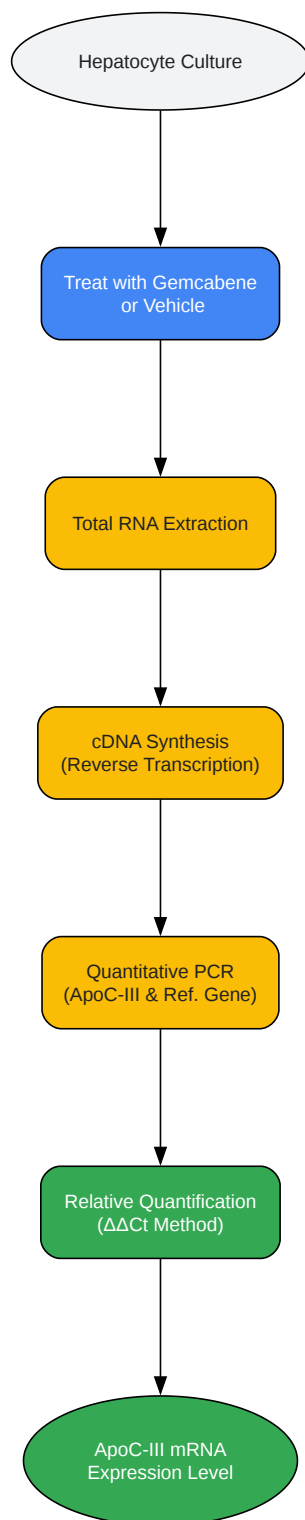 Hepatocyte Culture
Treat with Gemcabene
or Vehicle
Total RNA Extraction
cDNA Synthesis
(Reverse Transcription)
Quantitative PCR
(ApoC-III & Ref. Gene)
Relative Quantification
(ΔΔCt Method)
ApoC-III mRNA
Expression Level